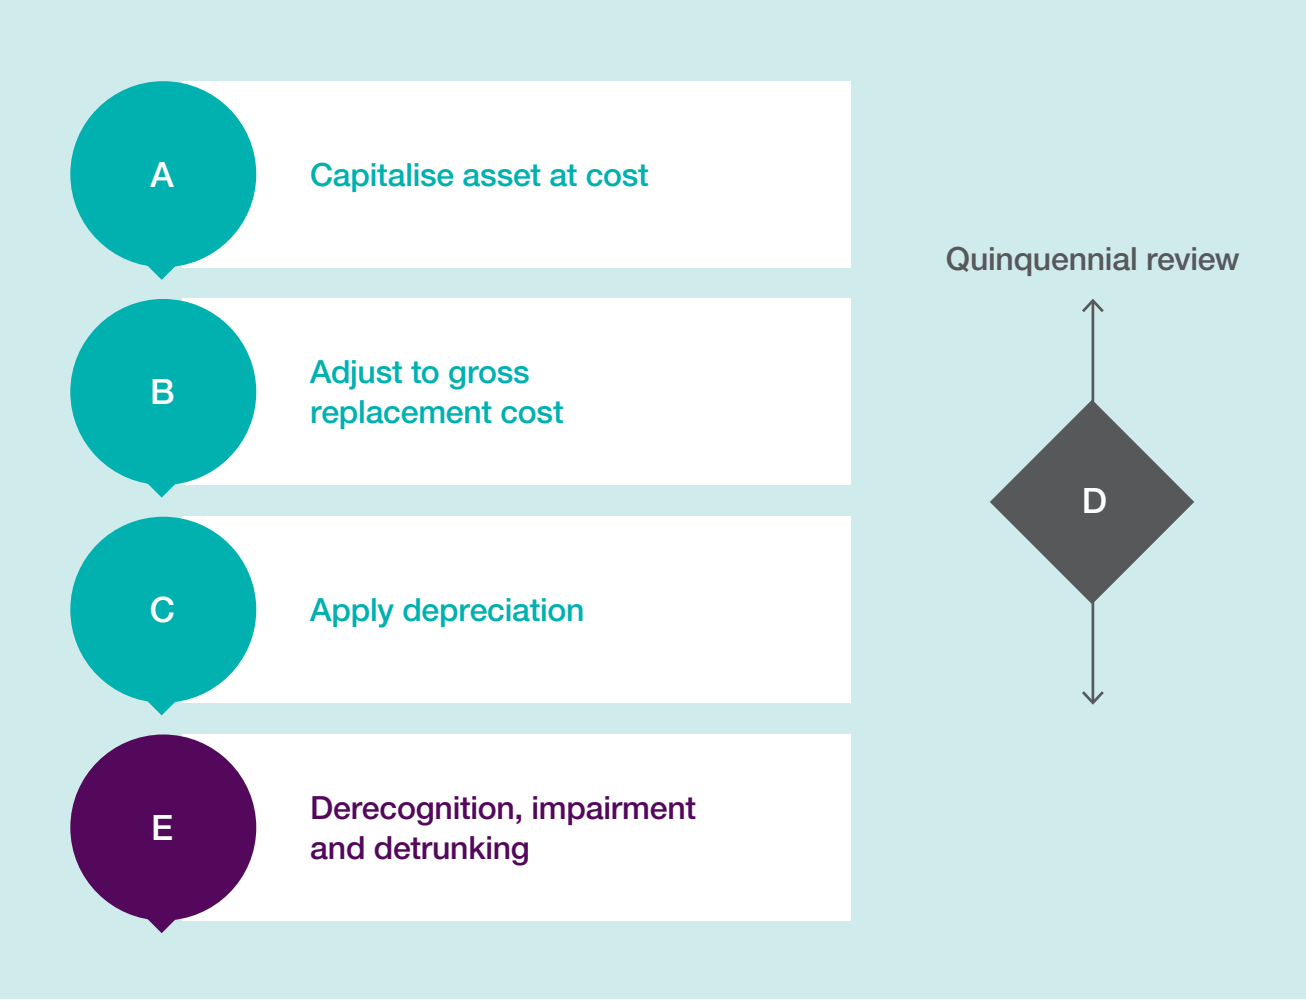 A
Capitalise asset at cost
B
Adjust to gross
replacement cost
C
Apply depreciation
Quinquennial review
D
E
Derecognition, impairment
and detrunking